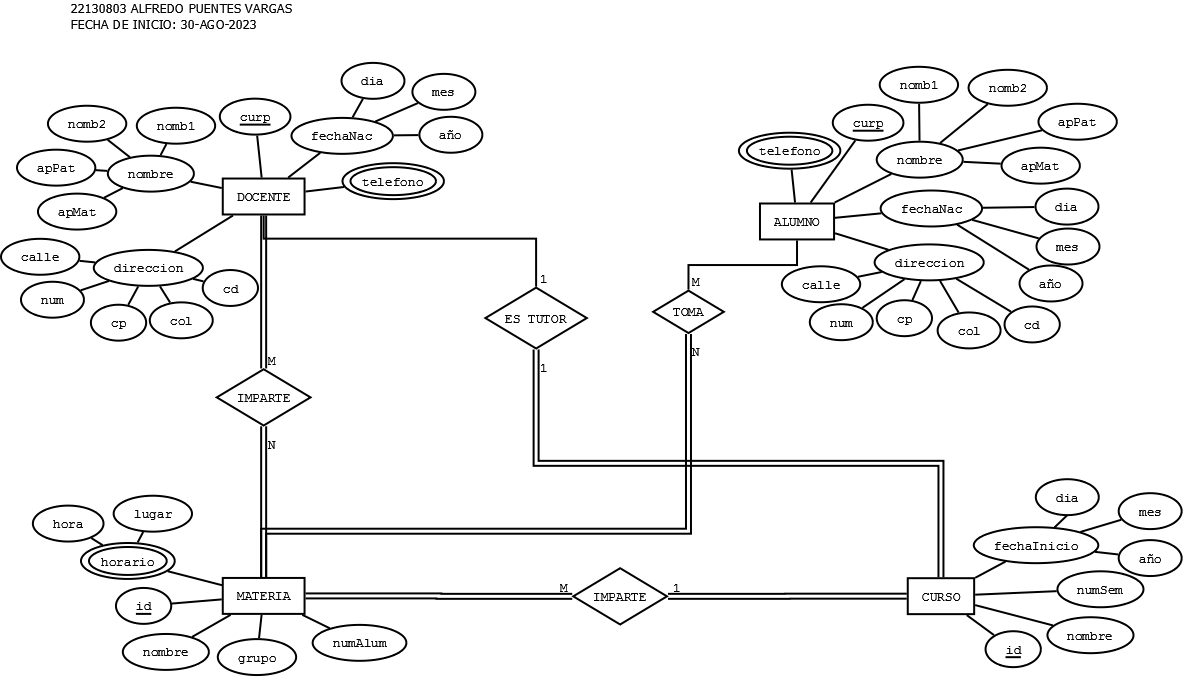 22130803 ALFREDO PUENTES VARGAS
FECHA DE INICIO: 30-AGO-2023
dia
mes
año
fechaNac
curp
nomb2
nomb1
apPat
nombre
apMat
telefono
DOCENTE
calle
direccion
num
cd
cp
col
nomb1
nomb2
curp
apPat
telefono
nombre
apMat
fechaNac
dia
ALUMNO
mes
direccion
calle
año
num
cp
col
cd
1
ES TUTOR
1
M
TOMA
N
M
IMPARTE
N
hora
lugar
horario
MATERIA
id
nombre
grupo
numAlum
M
IMPARTE
1
dia
mes
fechaInicio
año
numSem
CURSO
nombre
id